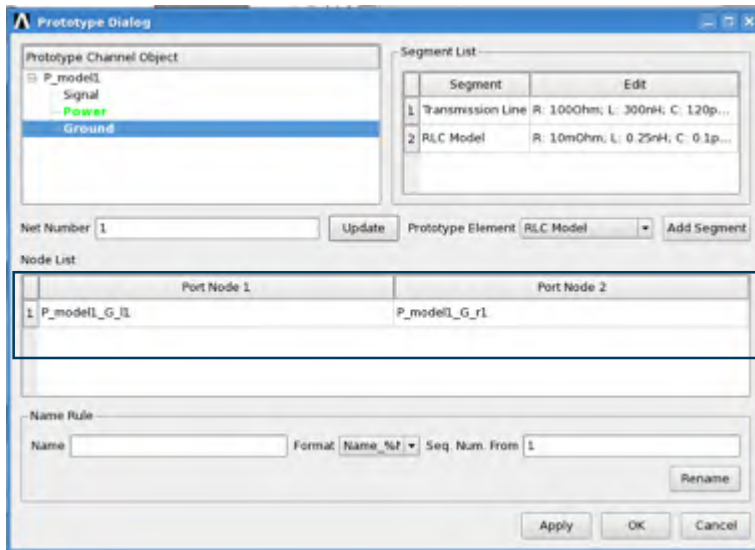 Prototype Dialog
Prototype Channel Object
P_model1
Signal
Power
Ground
Segment List
Segment Edit
1 Transmission Line R: 100Ohm; L: 300nH; C: 120p...
2 RLC Model R: 10mOhm; L: 0.25nH; C: 0.1p...
Net Number 1 Update Prototype Element RLC Model Add Segment
Node List
Port Node 1 Port Node 2
1 P_model1_G_l1 P_model1_G_r1
Name Rule
Name Format Name_% Seq. Num. From 1
Rename
Apply OK Cancel